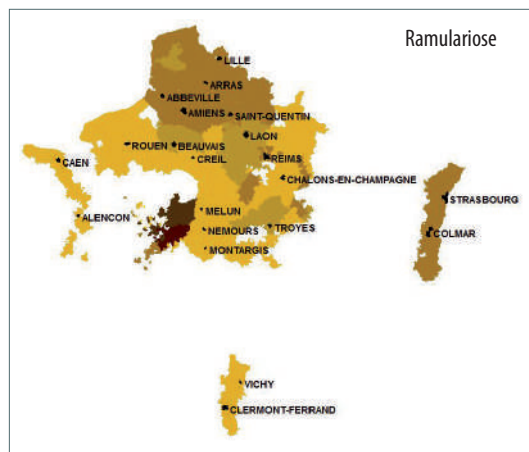 Ramulariose
LILLE
ARRAS
ABBEVILLE
AMIENS
SAINT-QUENTIN
LAON
ROUEN
BEAUVAIS
CREIL
REIMS
CAEN
CHALONS-EN-CHAMPAGNE
STRASBOURG
ALENCON
MELUN
NEMOURS
TROYES
COLMAR
MONTARGIS
VICHY
CLERMONT-FERRAND